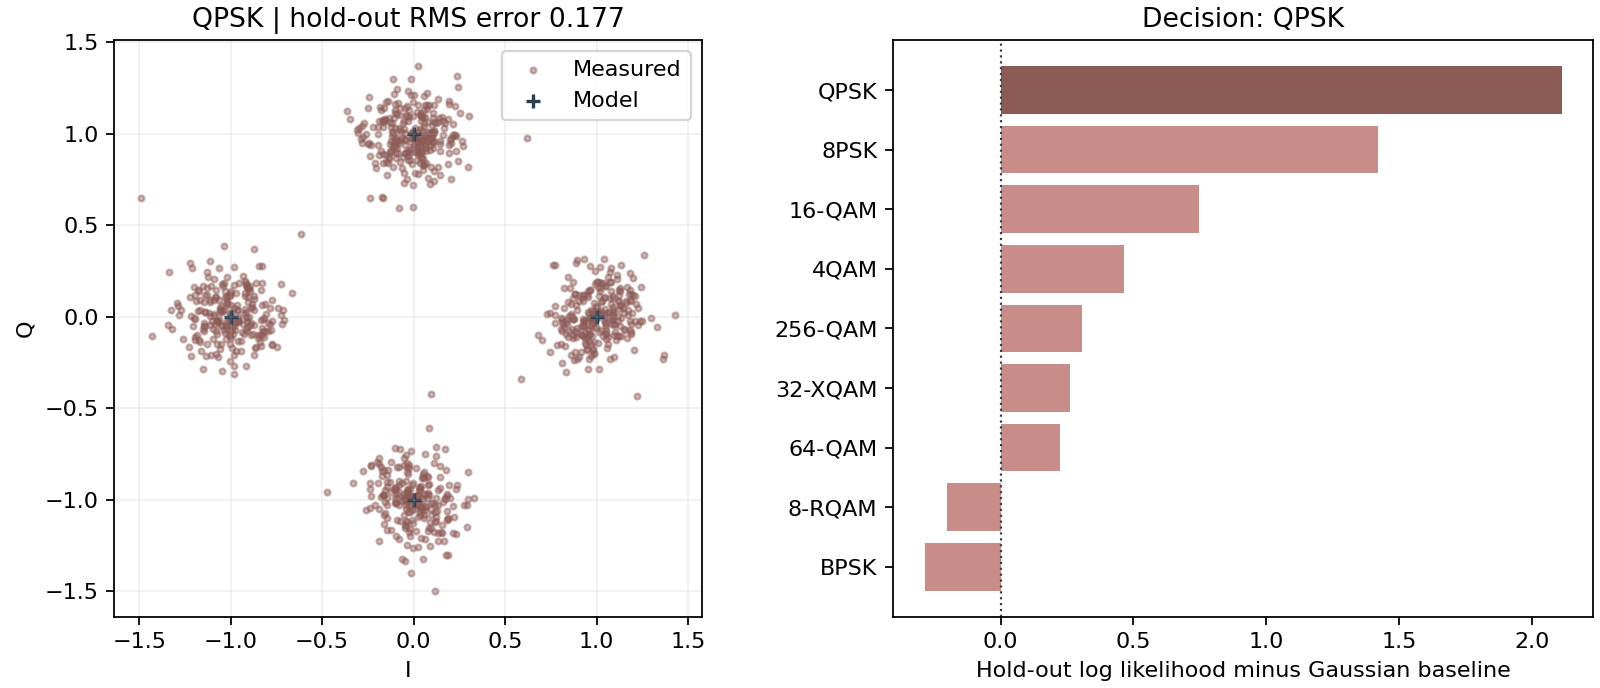 QPSK | hold-out RMS error 0.177
Measured
Model
1.5
1.0
0.5
0.0
−0.5
−1.0
−1.5
Q
−1.5
−1.0
−0.5
0.0
0.5
1.0
1.5
I
Decision: QPSK
QPSK
8PSK
16-QAM
4QAM
256-QAM
32-XQAM
64-QAM
8-RQAM
BPSK
0.0
0.5
1.0
1.5
2.0
Hold-out log likelihood minus Gaussian baseline